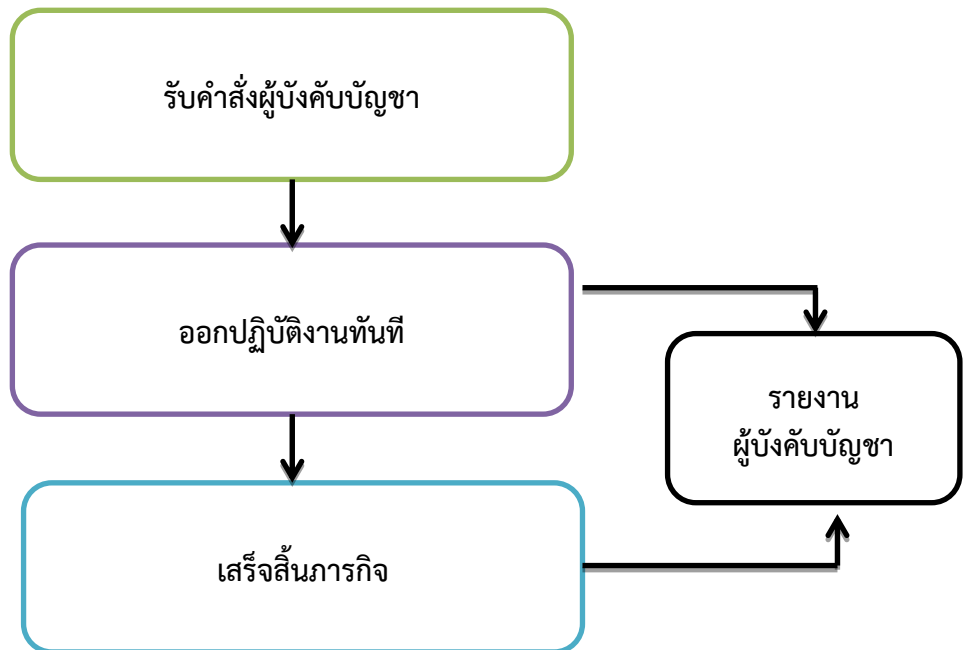 รับคำสั่งผู้บังคับบัญชา
ออกปฏิบัติงานทันที
รายงาน
ผู้บังคับบัญชา
เสร็จสิ้นภารกิจ